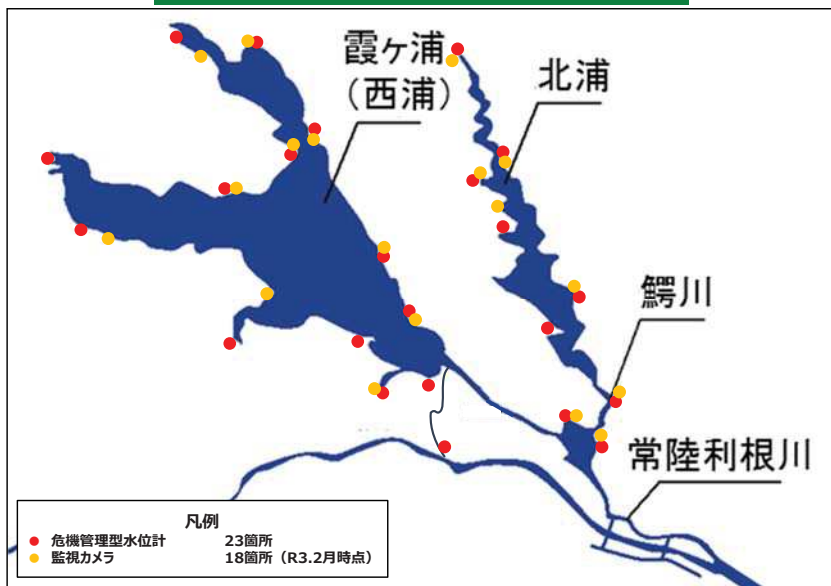 霞ヶ浦
(西浦)
北浦
鰐川
常陸利根川
凡例
危機管理型水位計 23箇所
監視カメラ 18箇所（R3.2月時点）